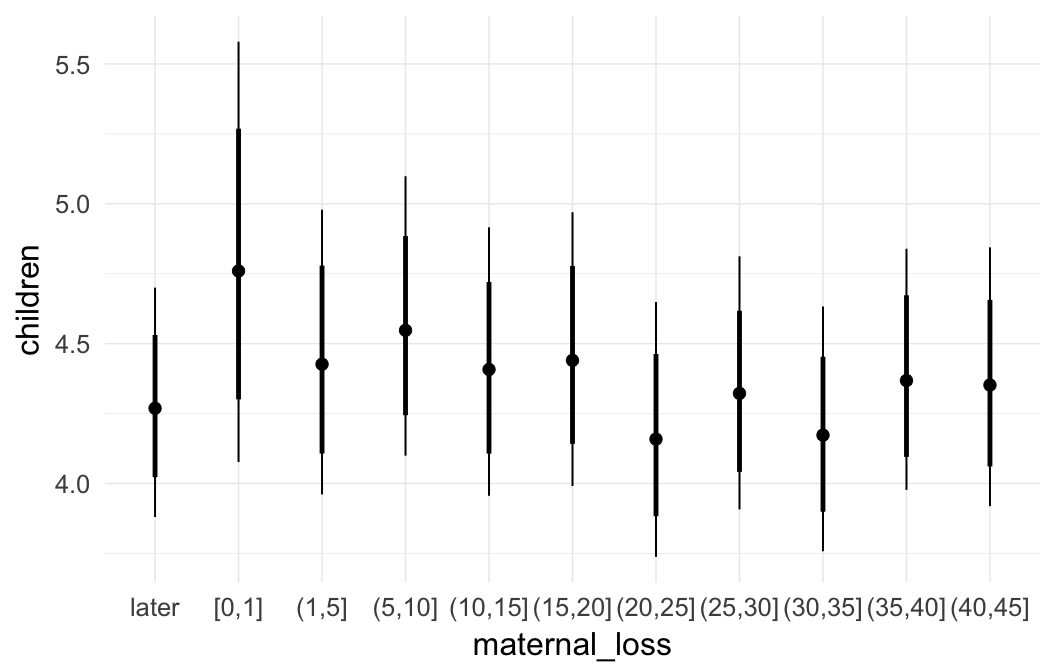 children
5.5
5.0
4.5
4.0
later [0,1] (1,5] (5,10] (10,15] (15,20] (20,25] (25,30] (30,35] (35,40] (40,45]
maternal_loss